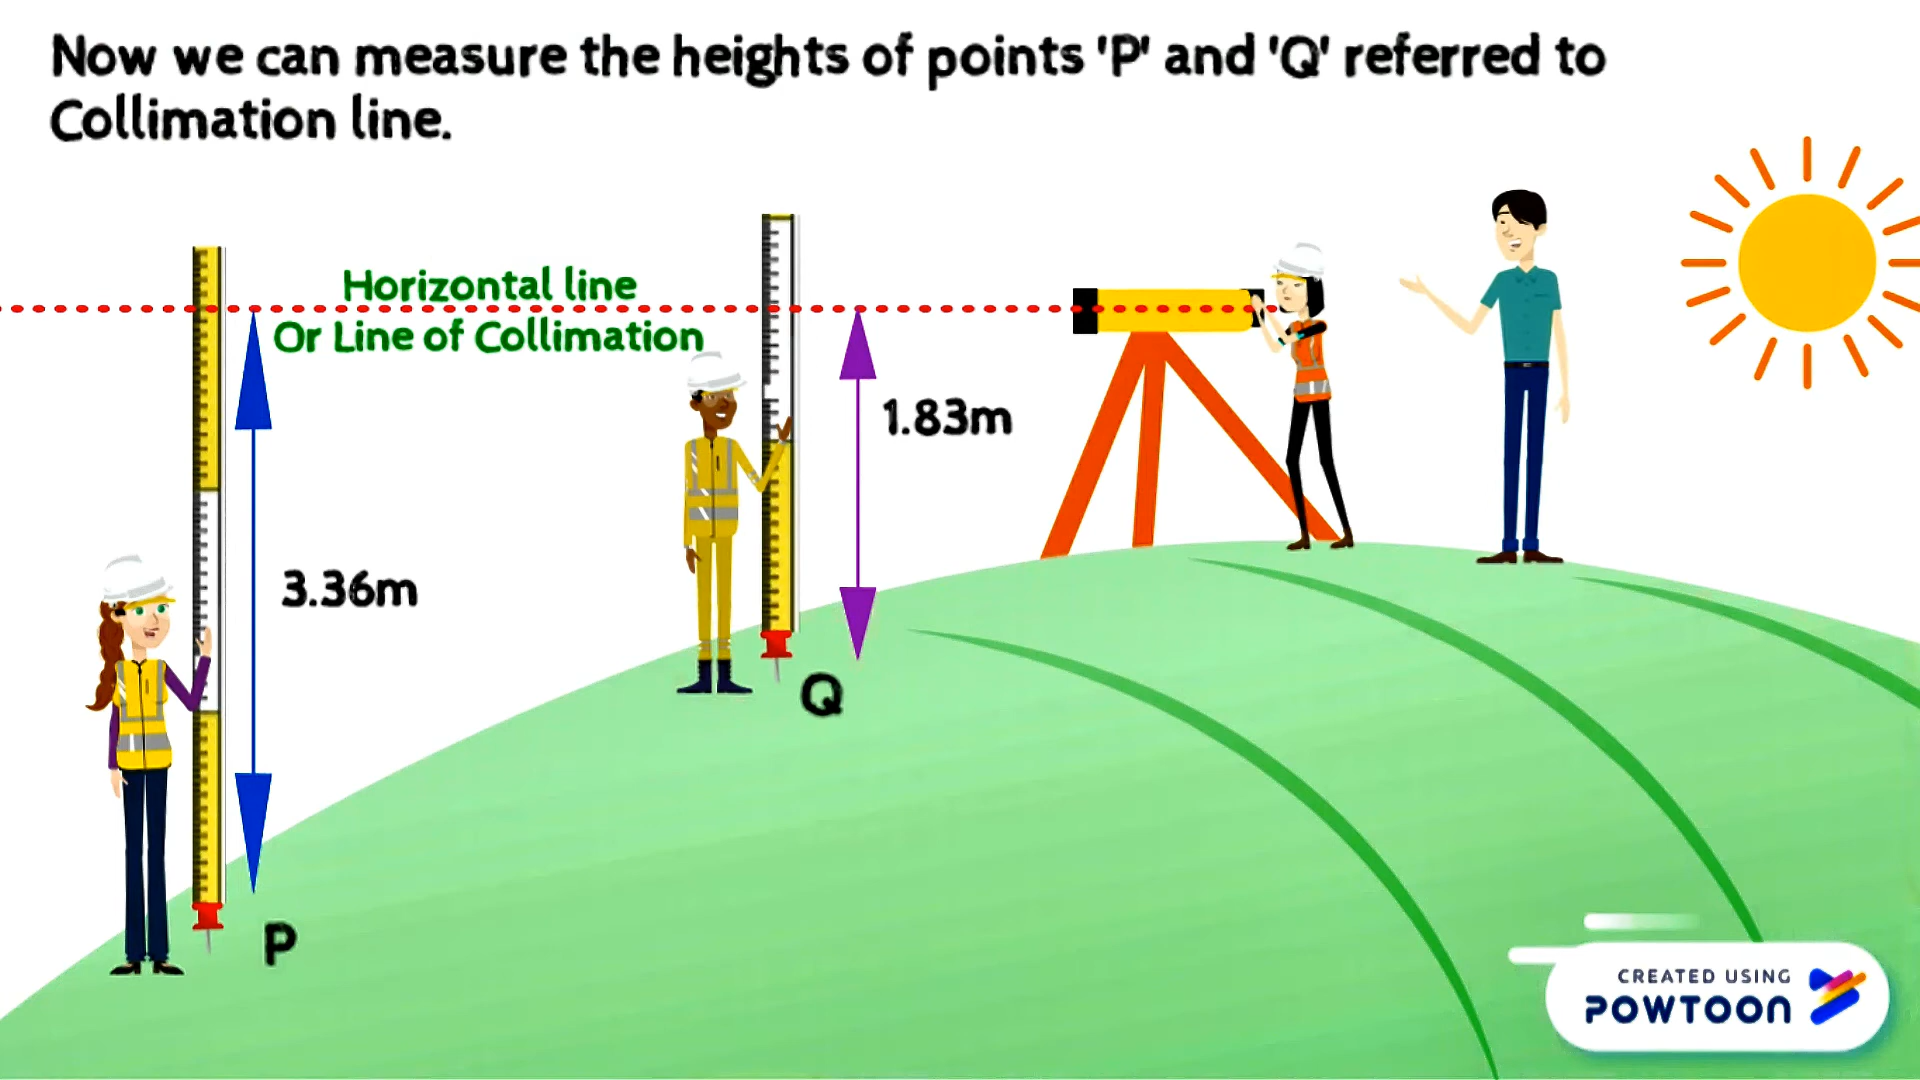 Now we can measure the heights of points 'P' and 'Q' referred to
Collimation line.
Horizontal line
Or Line of Collimation
1.83m
3.36m
Q
P
CREATED USING
POWTOON